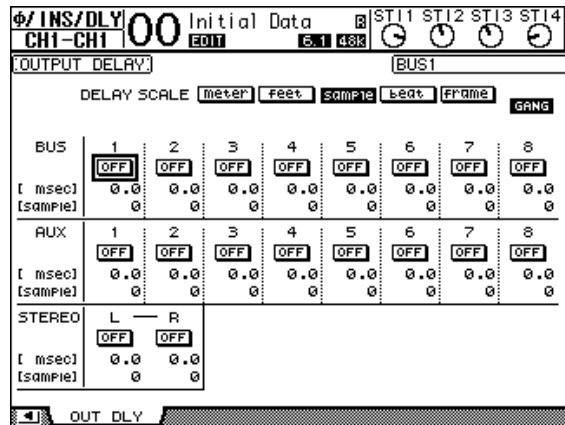 Φ/INS/DLY 00 Initial Data R STI1 STI2 STI3 STI4
CH1-CH1 EDIT 6.1 48K
OUTPUT DELAY BUS1
DELAY SCALE meter feet sample beat frame
GANG
BUS 1 2 3 4 5 6 7 8
OFF OFF OFF OFF OFF OFF OFF OFF
[ msec] 0.0 0.0 0.0 0.0 0.0 0.0 0.0 0.0
[sample] 0 0 0 0 0 0 0 0
AUX 1 2 3 4 5 6 7 8
OFF OFF OFF OFF OFF OFF OFF OFF
[ msec] 0.0 0.0 0.0 0.0 0.0 0.0 0.0 0.0
[sample] 0 0 0 0 0 0 0 0
STEREO L — R
OFF OFF
[ msec] 0.0 0.0
[sample] 0 0
OUT DLY